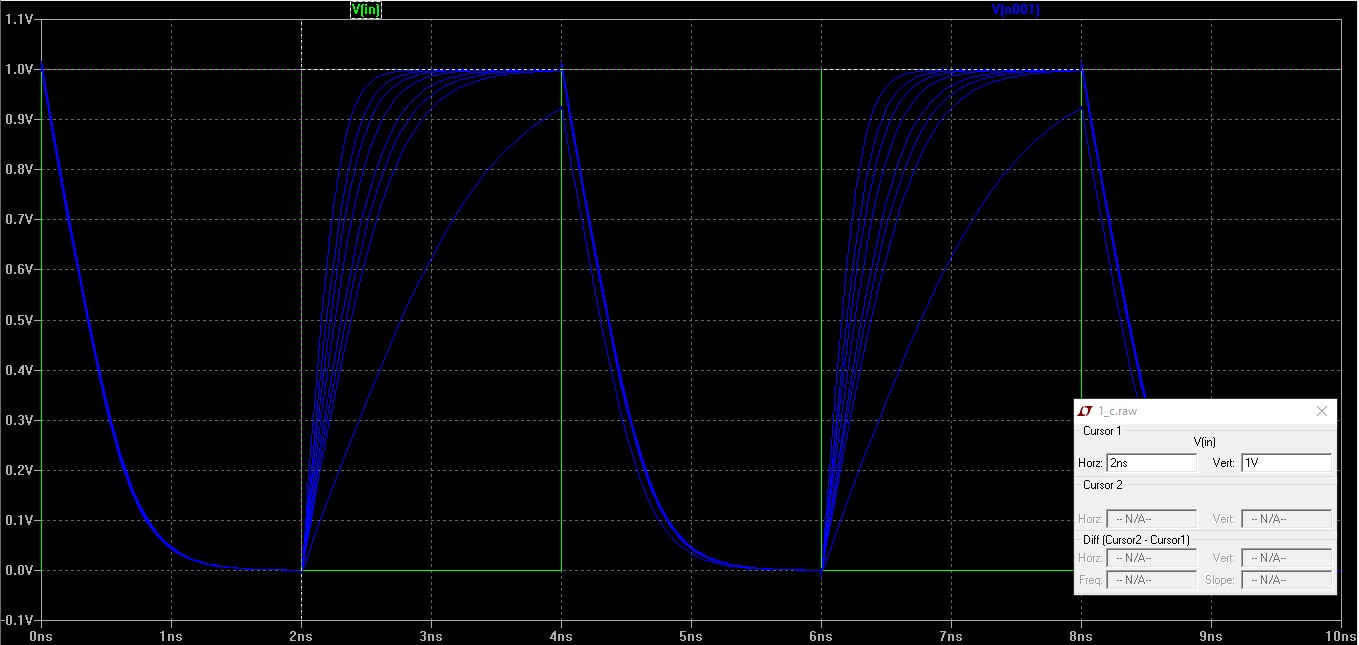 V(in) V(n001)
1.1V
1.0V
0.9V
0.8V
0.7V
0.6V
0.5V
0.4V
0.3V
0.2V
0.1V
0.0V
-0.1V
0ns 1ns 2ns 3ns 4ns 5ns 6ns 7ns 8ns 9ns 10ns
1_c.raw
Cursor 1
V(in)
Horz: 2ns Vert: 1V
Cursor 2
Horz: -- N/A-- Vert: -- N/A--
Diff (Cursor2 - Cursor1)
Horz: -- N/A-- Vert: -- N/A--
Freq: -- N/A-- Slope: -- N/A--